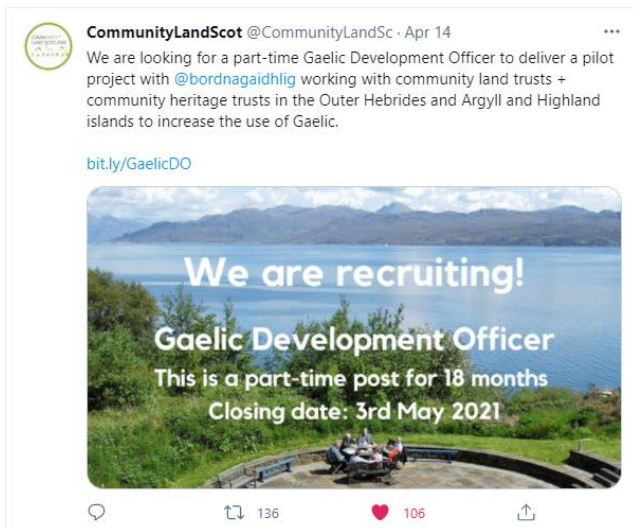 COMMUNITY
LAND SCOTLAND
CommunityLandScot @CommunityLandSc · Apr 14
We are looking for a part-time Gaelic Development Officer to deliver a pilot
project with @bordnagaidhlig working with community land trusts +
community heritage trusts in the Outer Hebrides and Argyll and Highland
islands to increase the use of Gaelic.
bit.ly/GaelicDO
We are recruiting!
Gaelic Development Officer
This is a part-time post for 18 months
Closing date: 3rd May 2021
136
106